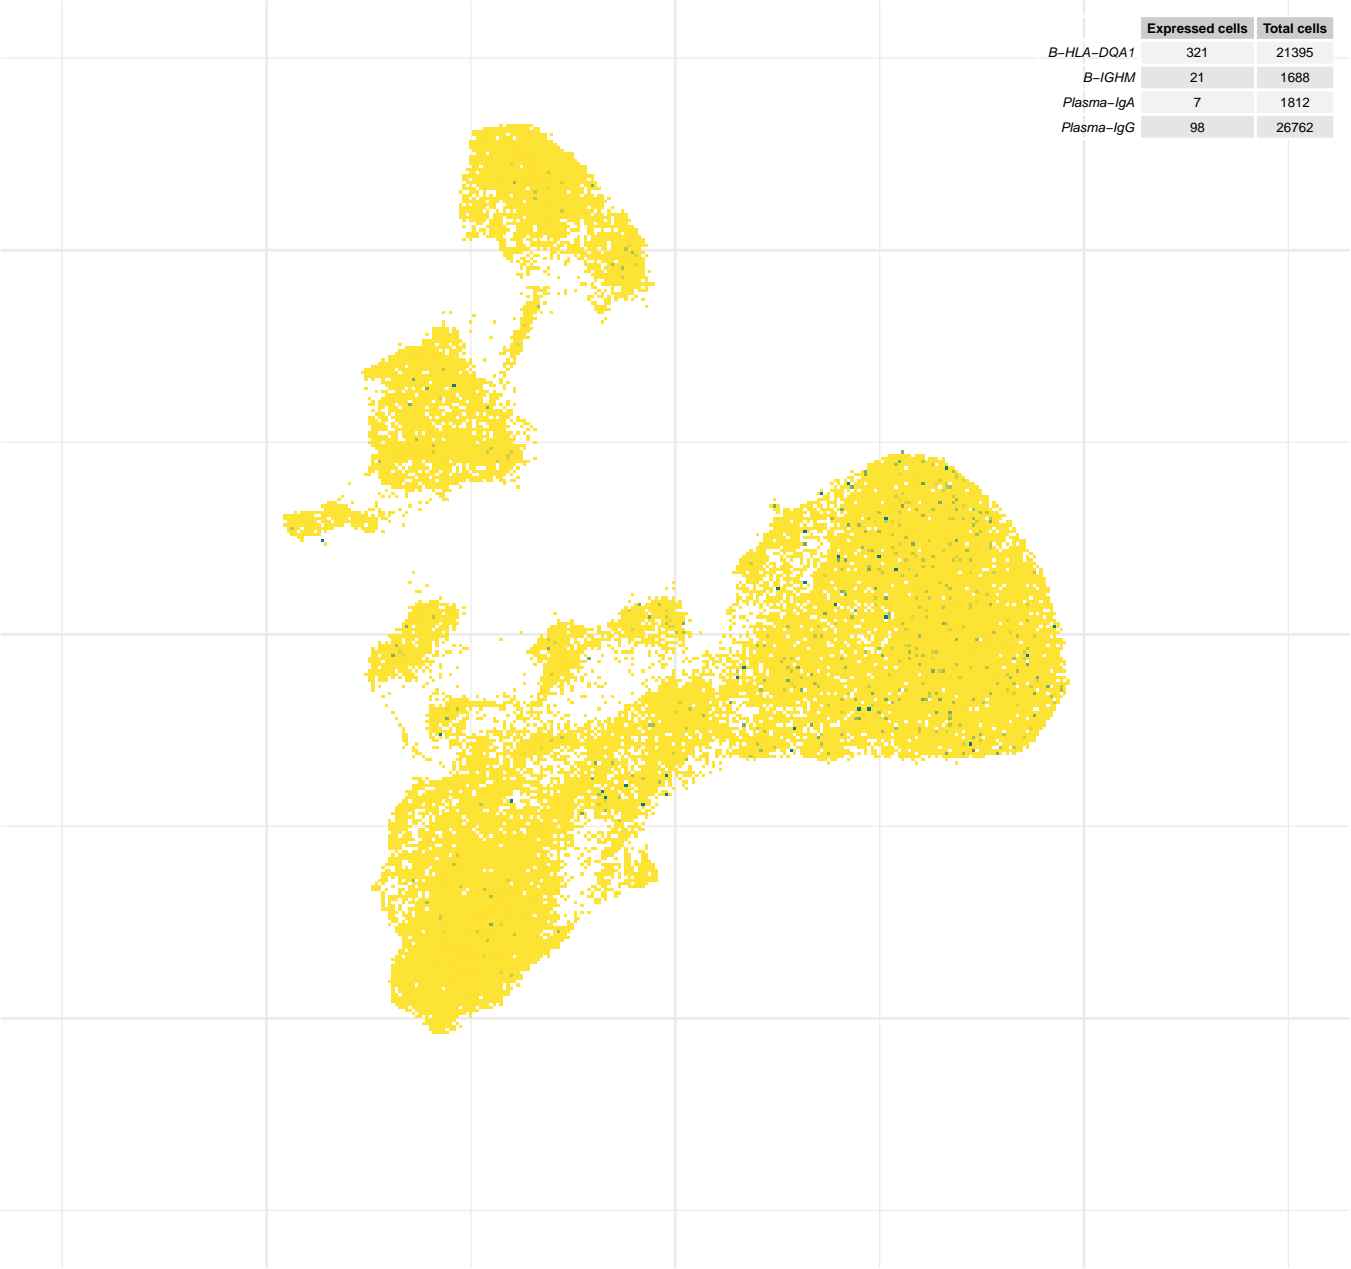 Expressed cells Total cells
B−HLA−DQA1 321 21395
B−IGHM 21 1688
Plasma−IgA 7 1812
Plasma−IgG 98 26762